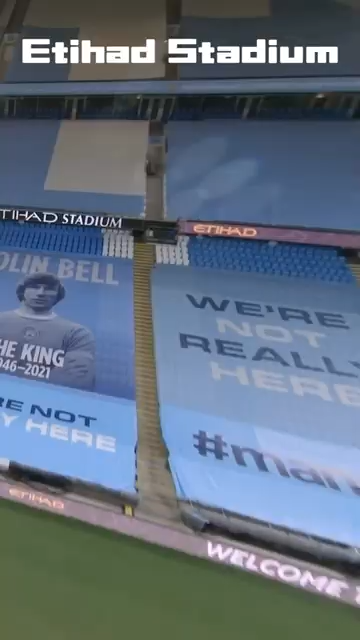 Etihad Stadium
TIHAD STADIUM
ETIHAD
OLIN BELL
HE KING
946–2021
RE NOT
Y HERE
WE'RE
NOT
REALLY
HERE
#man
ETIHAD
WELCOME